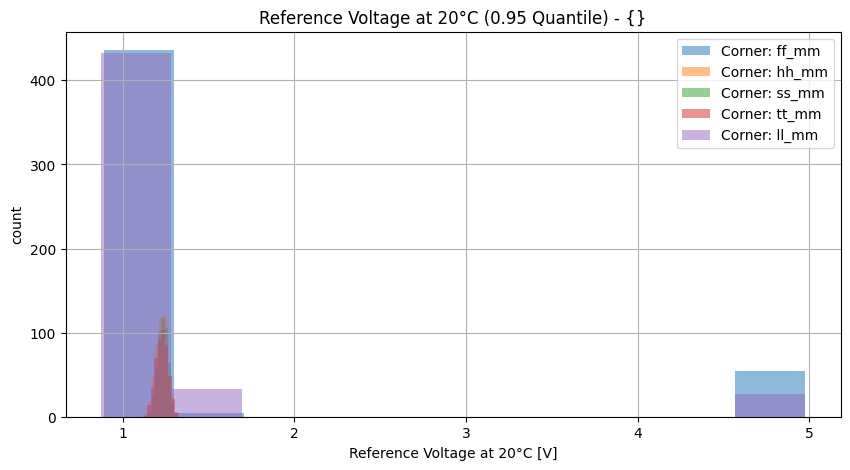 Reference Voltage at 20°C (0.95 Quantile) - {}
Corner: ff_mm
Corner: hh_mm
Corner: ss_mm
Corner: tt_mm
Corner: ll_mm
400
300
200
100
0
count
1
2
3
4
5
Reference Voltage at 20°C [V]